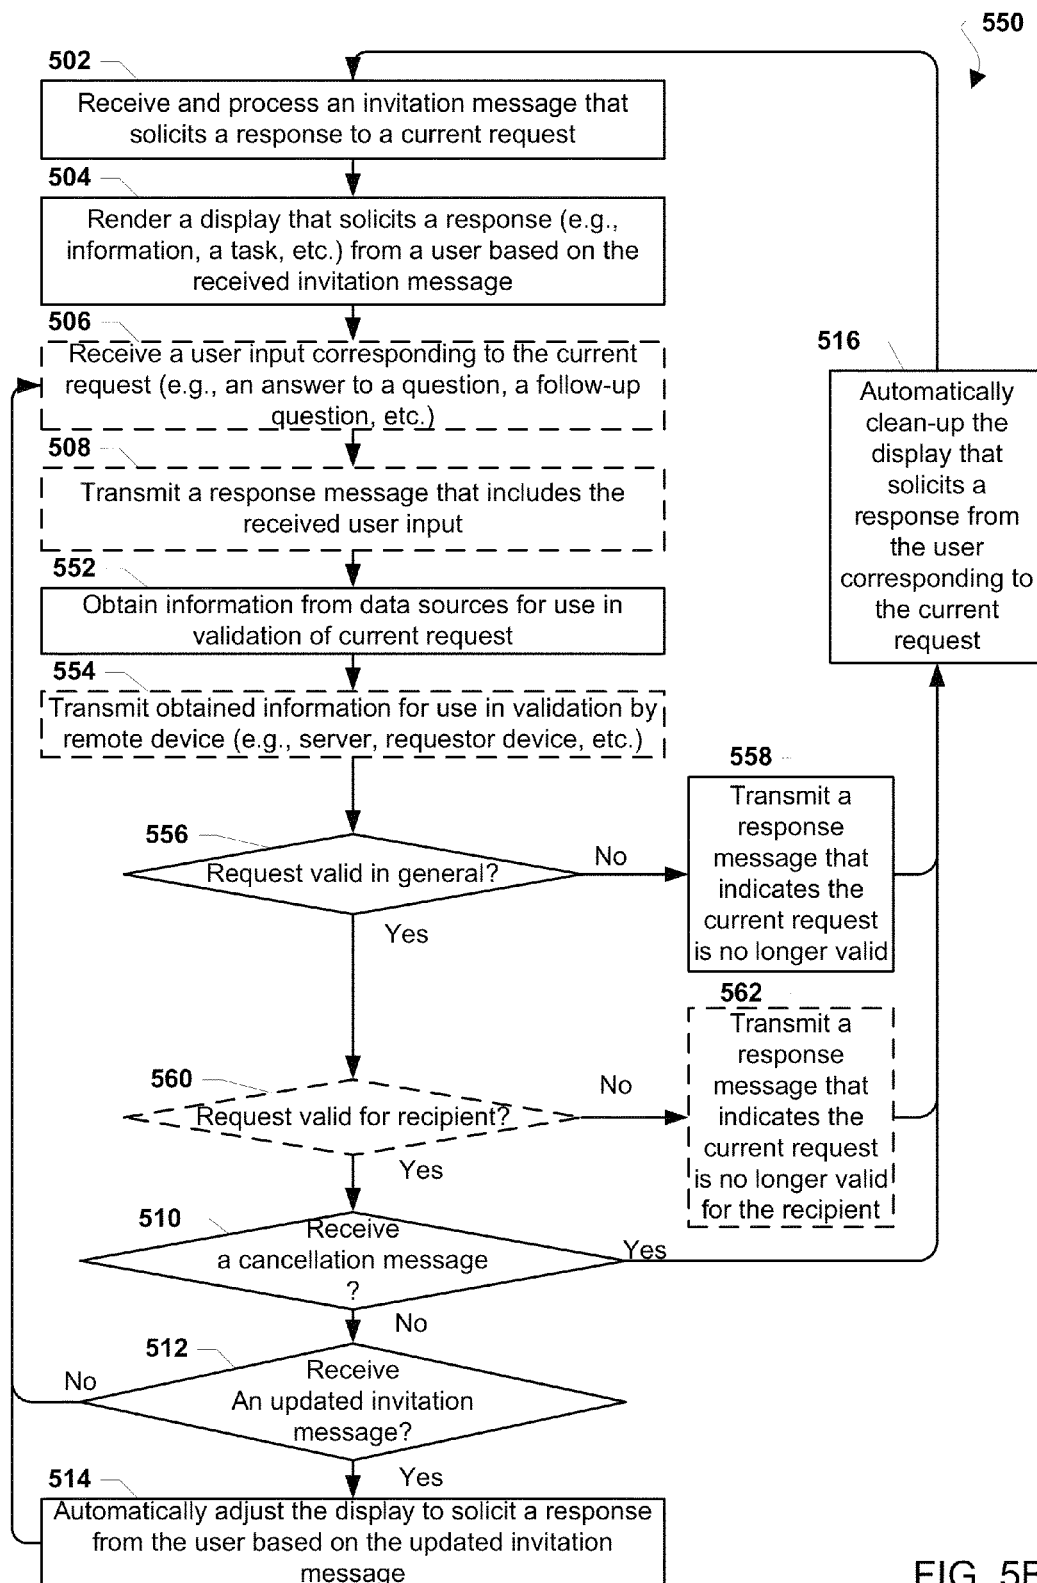 550
502
Receive and process an invitation message that
solicits a response to a current request
504
Render a display that solicits a response (e.g.,
information, a task, etc.) from a user based on the
received invitation message
506
Receive a user input corresponding to the current
request (e.g., an answer to a question, a follow-up
question, etc.)
508
Transmit a response message that includes the
received user input
552
Obtain information from data sources for use in
validation of current request
554
Transmit obtained information for use in validation by
remote device (e.g., server, requestor device, etc.)
556
Request valid in general?
No
Yes
558
Transmit a
response
message that
indicates the
current request
is no longer valid
516
Automatically
clean-up the
display that
solicits a
response from
the user
corresponding to
the current
request
560
Request valid for recipient?
No
Yes
562
Transmit a
response
message that
indicates the
current request
is no longer valid
for the recipient
510
Receive
a cancellation message
?
Yes
No
512
Receive
An updated invitation
message?
No
Yes
514
Automatically adjust the display to solicit a response
from the user based on the updated invitation
message
FIG. 5B